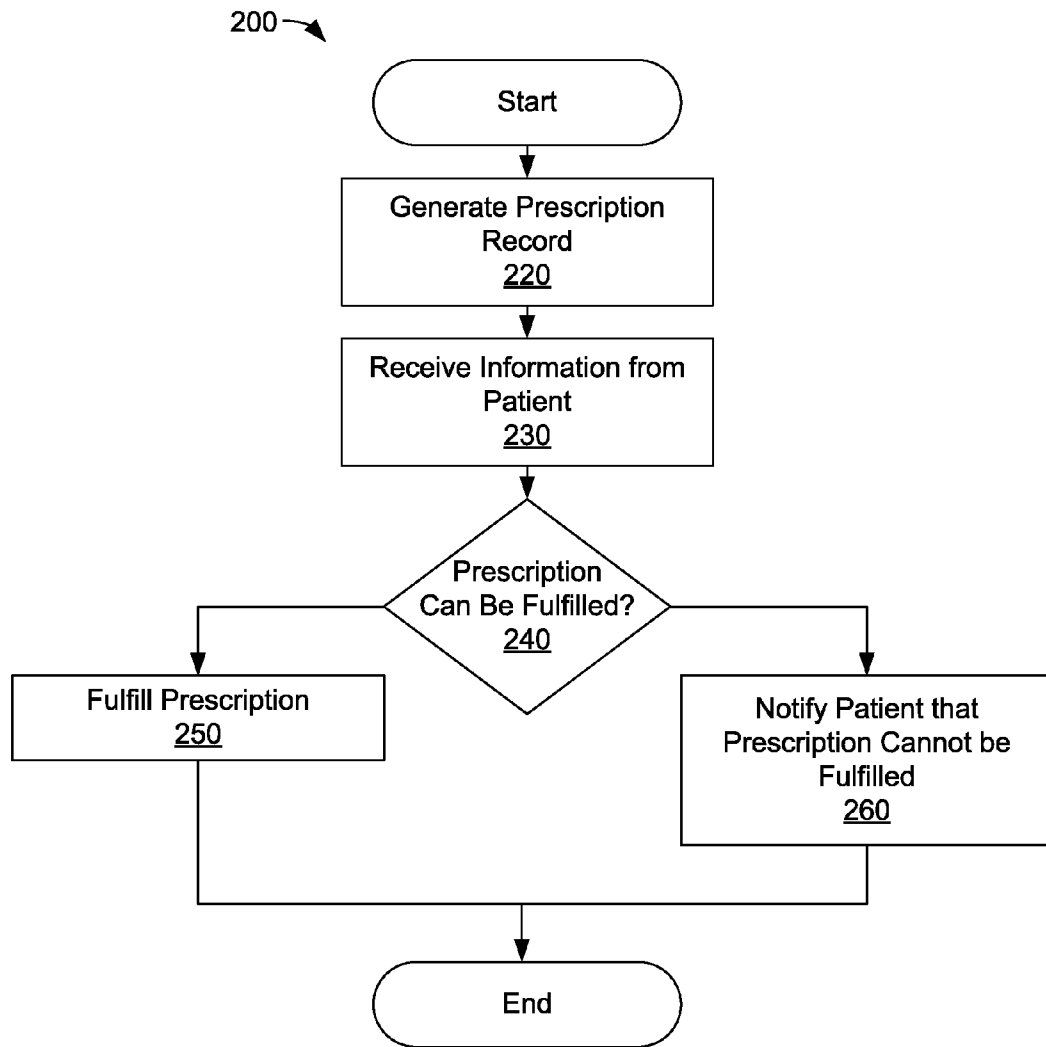 200
Start
Generate Prescription
Record
220
Receive Information from
Patient
230
Prescription
Can Be Fulfilled?
240
Fulfill Prescription
250
Notify Patient that
Prescription Cannot be
Fulfilled
260
End